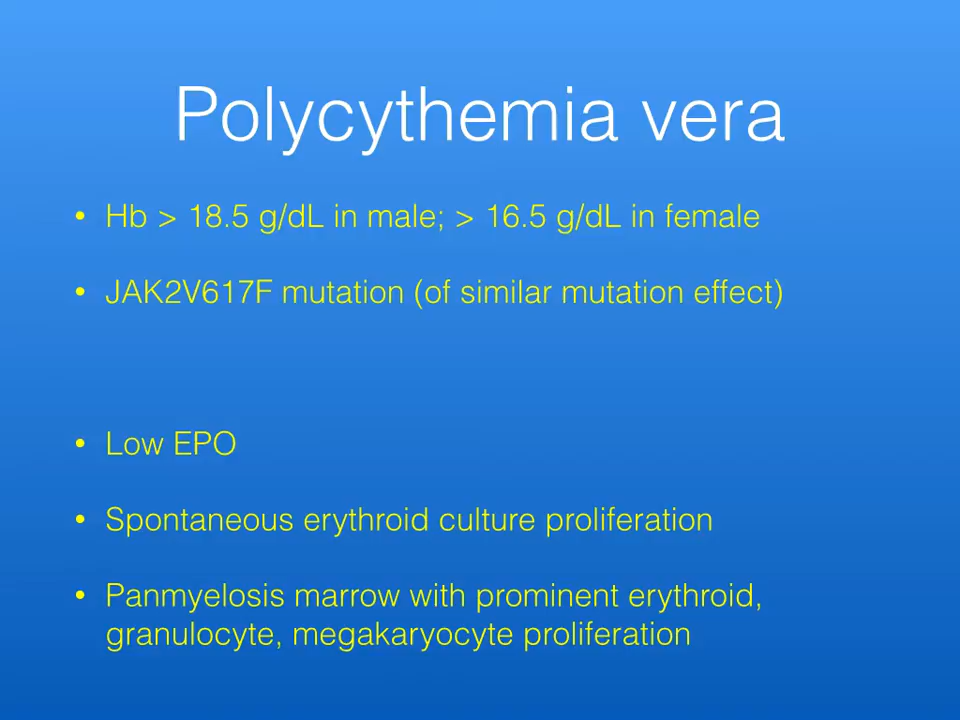 Polycythemia vera
• Hb > 18.5 g/dL in male; > 16.5 g/dL in female
• JAK2V617F mutation (of similar mutation effect)
• Low EPO
• Spontaneous erythroid culture proliferation
• Panmyelosis marrow with prominent erythroid,
granulocyte, megakaryocyte proliferation